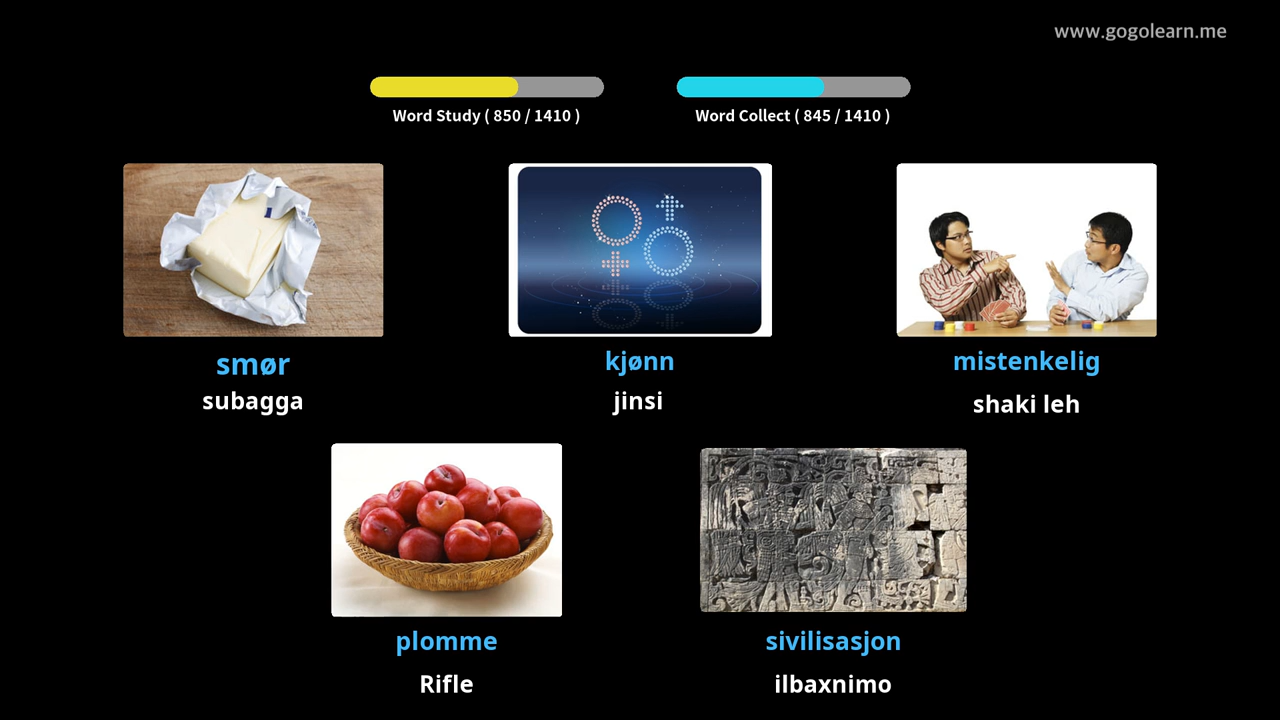 www.gogolearn.me
Word Study ( 850 / 1410 )
Word Collect ( 845 / 1410 )
smør
subagga
kjønn
jinsi
mistenkelig
shaki leh
plomme
Rifle
sivilisasjon
ilbaxnimo